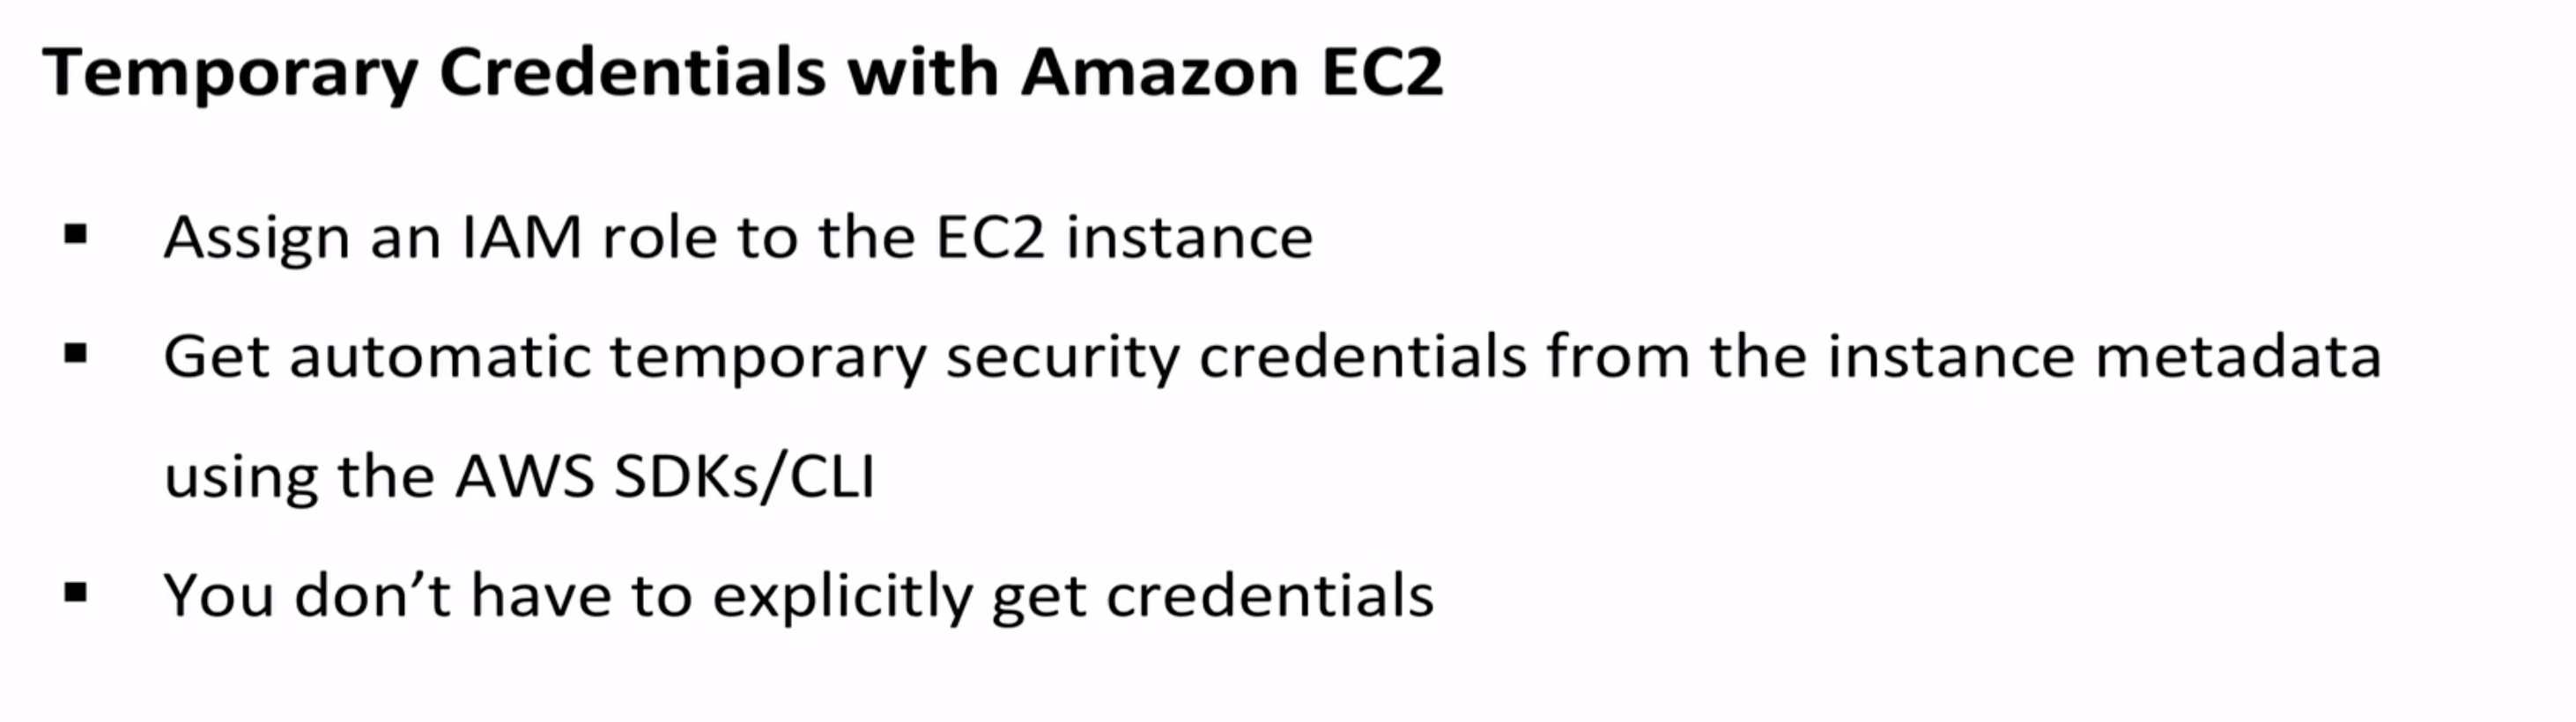 Temporary Credentials with Amazon EC2
▪ Assign an IAM role to the EC2 instance
▪ Get automatic temporary security credentials from the instance metadata
using the AWS SDKs/CLI
▪ You don’t have to explicitly get credentials